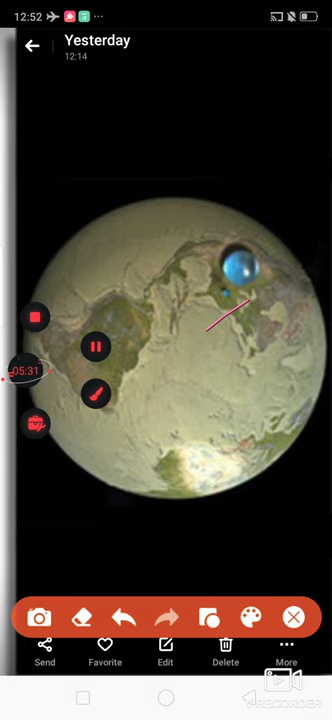 12:52
Yesterday
12:14
05:31
Send
Favorite
Edit
Delete
More
RECORDER